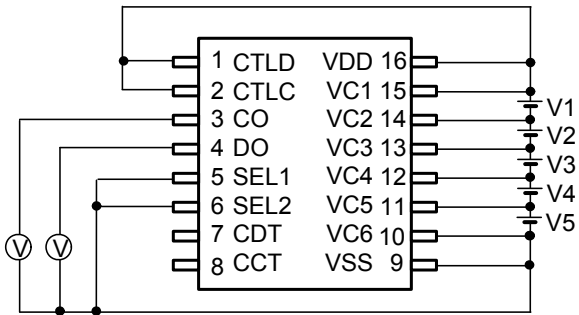 1 CTLD VDD 16
2 CTLC VC1 15
3 CO VC2 14
4 DO VC3 13
5 SEL1 VC4 12
6 SEL2 VC5 11
7 CDT VC6 10
8 CCT VSS 9
V1
V2
V3
V4
V5
V V